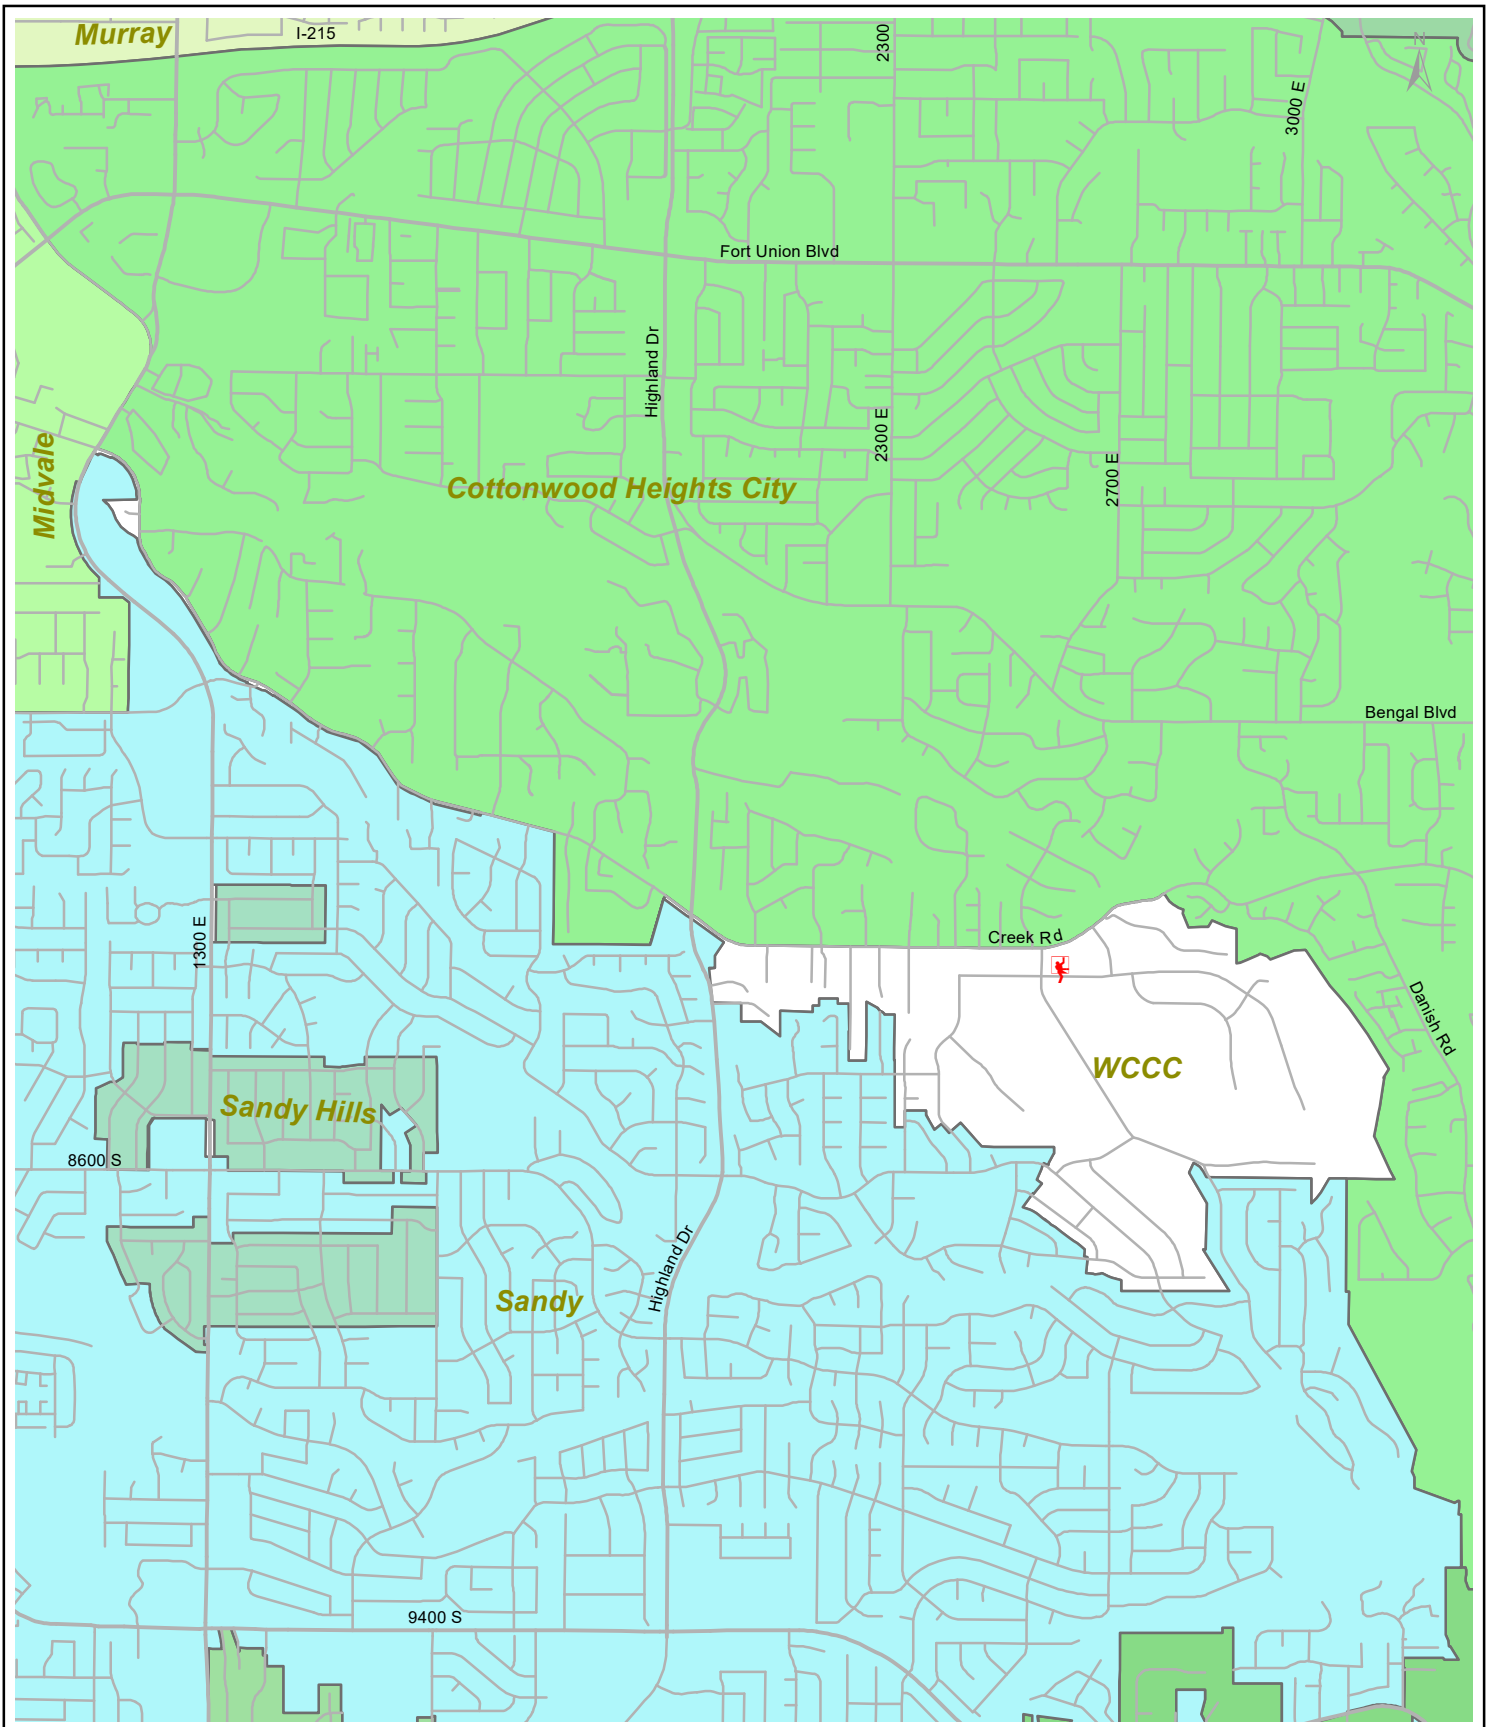 Murray
I-215
2300
N
3000 E
Fort Union Blvd
Highland Dr
2300 E
Midvale
2700 E
Cottonwood Heights City
Bengal Blvd
1300 E
Creek Rd
Danish Rd
WCCC
Sandy Hills
8600 S
Highland Dr
Sandy
9400 S